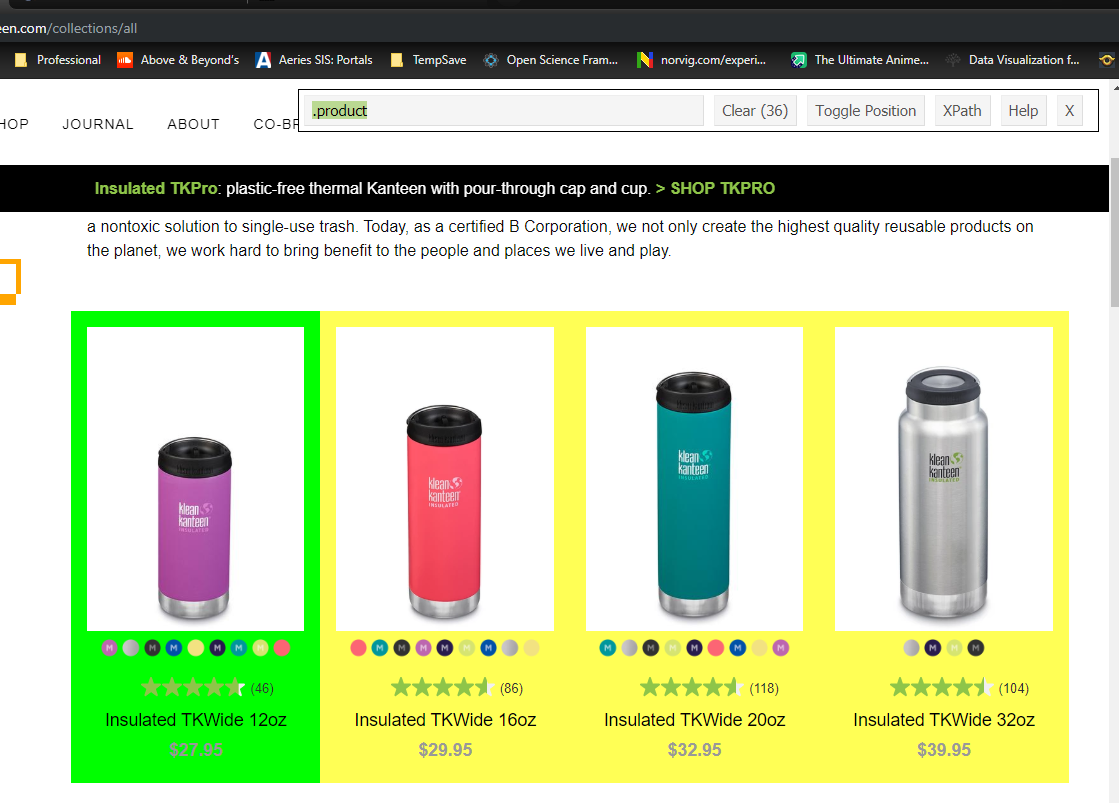 een.com/collections/all
Professional Above & Beyond's Aeries SIS: Portals TempSave Open Science Fram... norvig.com/experi... The Ultimate Anime... Data Visualization f...
.product Clear (36) Toggle Position XPath Help X
HOP JOURNAL ABOUT CO-BR
Insulated TKPro: plastic-free thermal Kanteen with pour-through cap and cup. > SHOP TKPRO
a nontoxic solution to single-use trash. Today, as a certified B Corporation, we not only create the highest quality reusable products on
the planet, we work hard to bring benefit to the people and places we live and play.
klean kanteen INSULATED
klean kanteen INSULATED
klean kanteen INSULATED
klean kanteen INSULATED
M M M M M M
M M M M M
M M M M M
M M
(46) (86) (118) (104)
Insulated TKWide 12oz Insulated TKWide 16oz Insulated TKWide 20oz Insulated TKWide 32oz
$27.95 $29.95 $32.95 $39.95